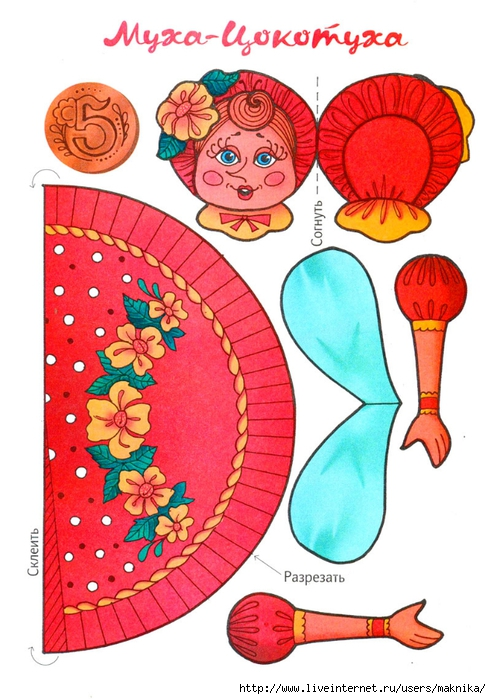 Муха-Цокотуха
5
Согнуть
Склеить
Разрезать
http://www.liveinternet.ru/users/maknika/